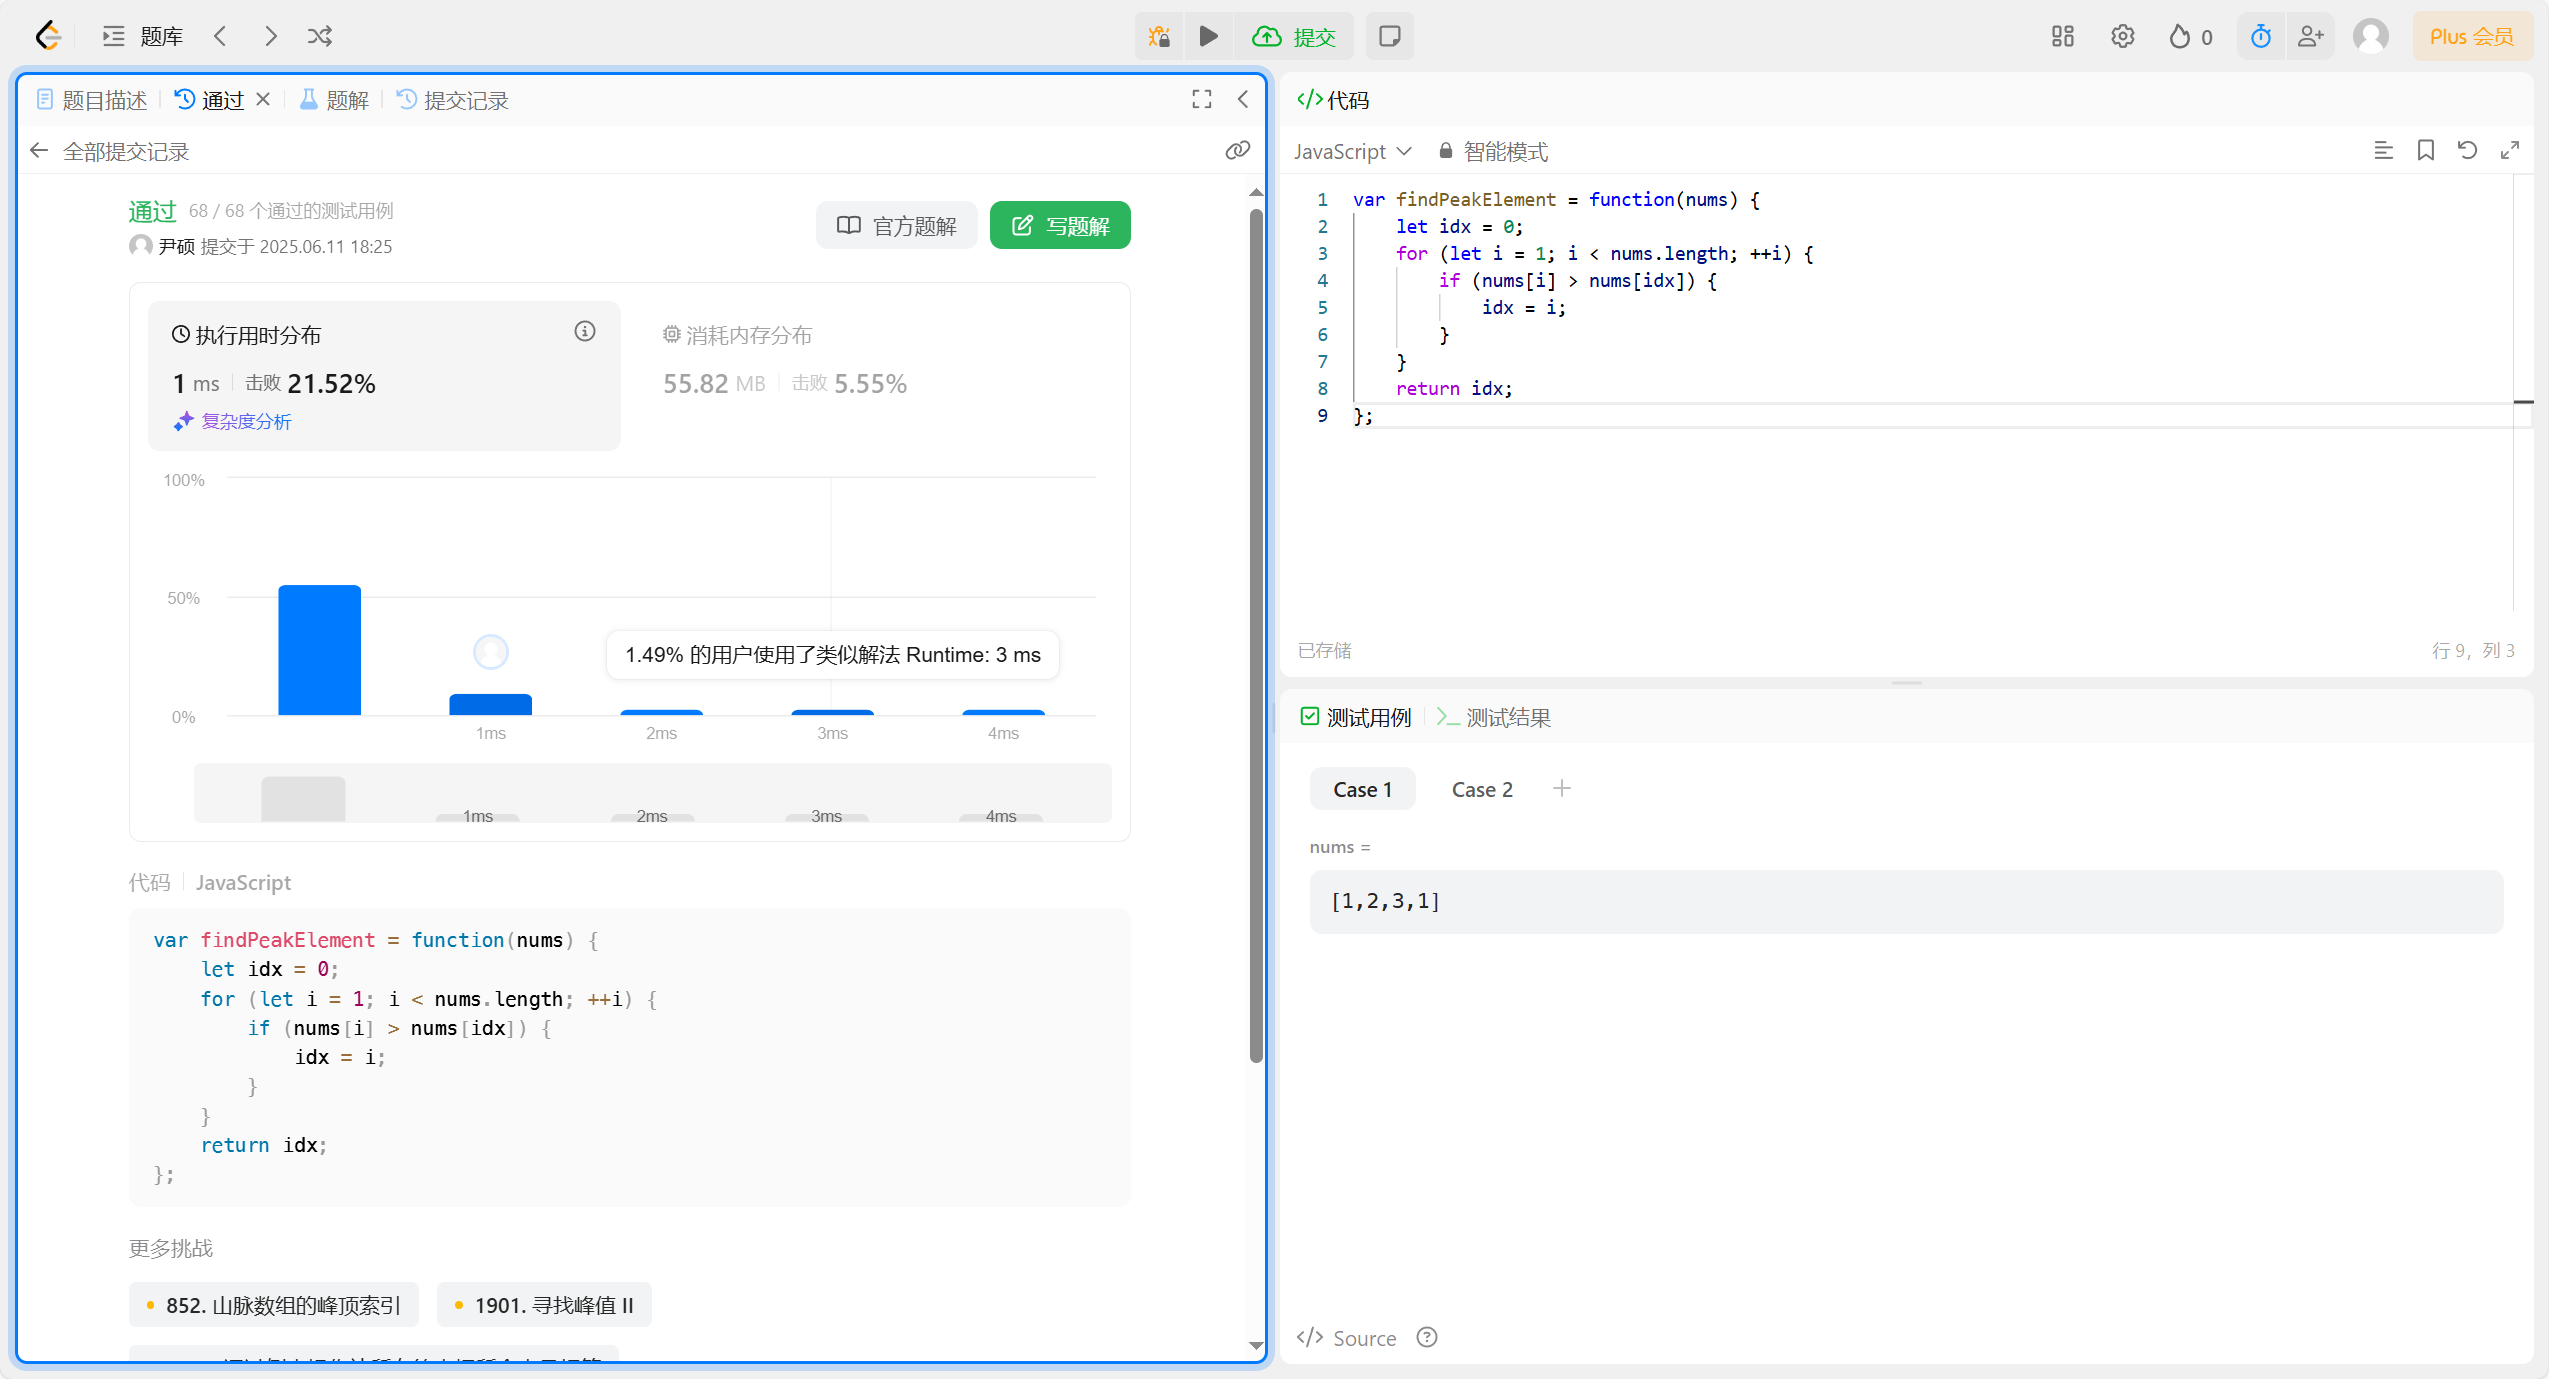 题库
提交
0
Plus 会员
题目描述
通过
题解
提交记录
全部提交记录
通过 68 / 68 个通过的测试用例
尹硕 提交于 2025.06.11 18:25
官方题解
写题解
执行用时分布
1 ms 击败 21.52%
复杂度分析
消耗内存分布
55.82 MB 击败 5.55%
100%
50%
0%
1.49% 的用户使用了类似解法 Runtime: 3 ms
1ms
2ms
3ms
4ms
1ms
2ms
3ms
4ms
代码 JavaScript
var findPeakElement = function(nums) {
    let idx = 0;
    for (let i = 1; i < nums.length; ++i) {
        if (nums[i] > nums[idx]) {
            idx = i;
        }
    }
    return idx;
};
更多挑战
852. 山脉数组的峰顶索引
1901. 寻找峰值 II
代码
JavaScript
智能模式
1 var findPeakElement = function(nums) {
2     let idx = 0;
3     for (let i = 1; i < nums.length; ++i) {
4         if (nums[i] > nums[idx]) {
5             idx = i;
6         }
7     }
8     return idx;
9 };
已存储
行 9, 列 3
测试用例
测试结果
Case 1
Case 2
nums =
[1,2,3,1]
Source